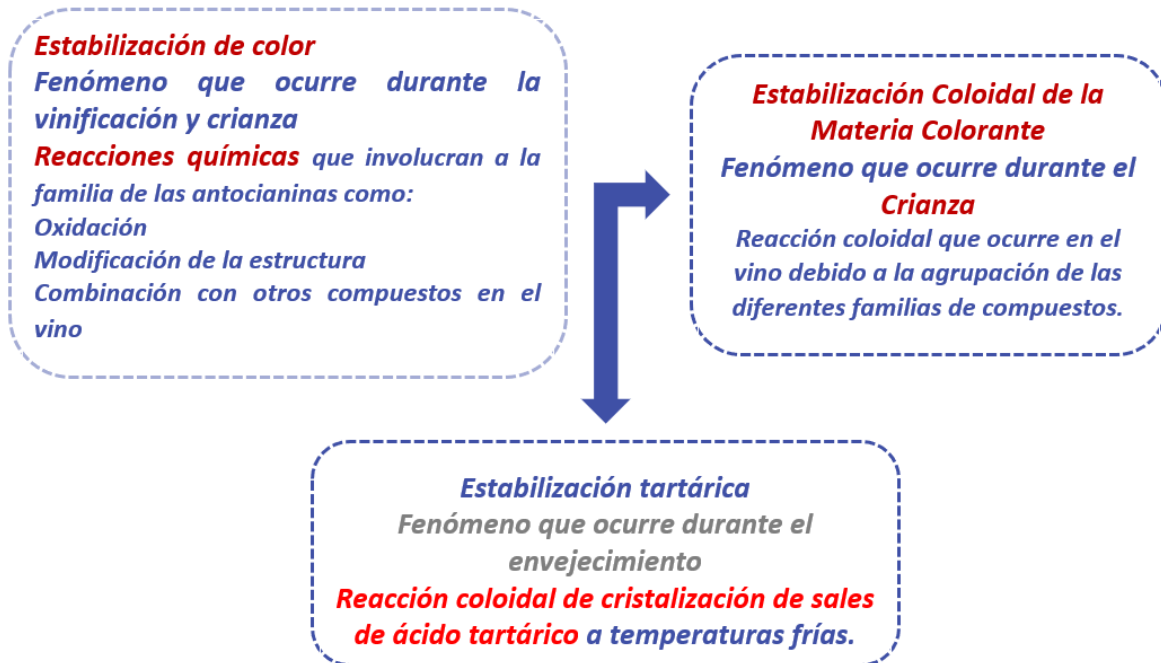 Estabilización de color
Fenómeno que ocurre durante la
vinificación y crianza
Reacciones químicas que involucran a la
familia de las antocianinas como:
Oxidación
Modificación de la estructura
Combinación con otros compuestos en el
vino
Estabilización Coloidal de la
Materia Colorante
Fenómeno que ocurre durante el
Crianza
Reacción coloidal que ocurre en el
vino debido a la agrupación de las
diferentes familias de compuestos.
Estabilización tartárica
Fenómeno que ocurre durante el
envejecimiento
Reacción coloidal de cristalización de sales
de ácido tartárico a temperaturas frías.